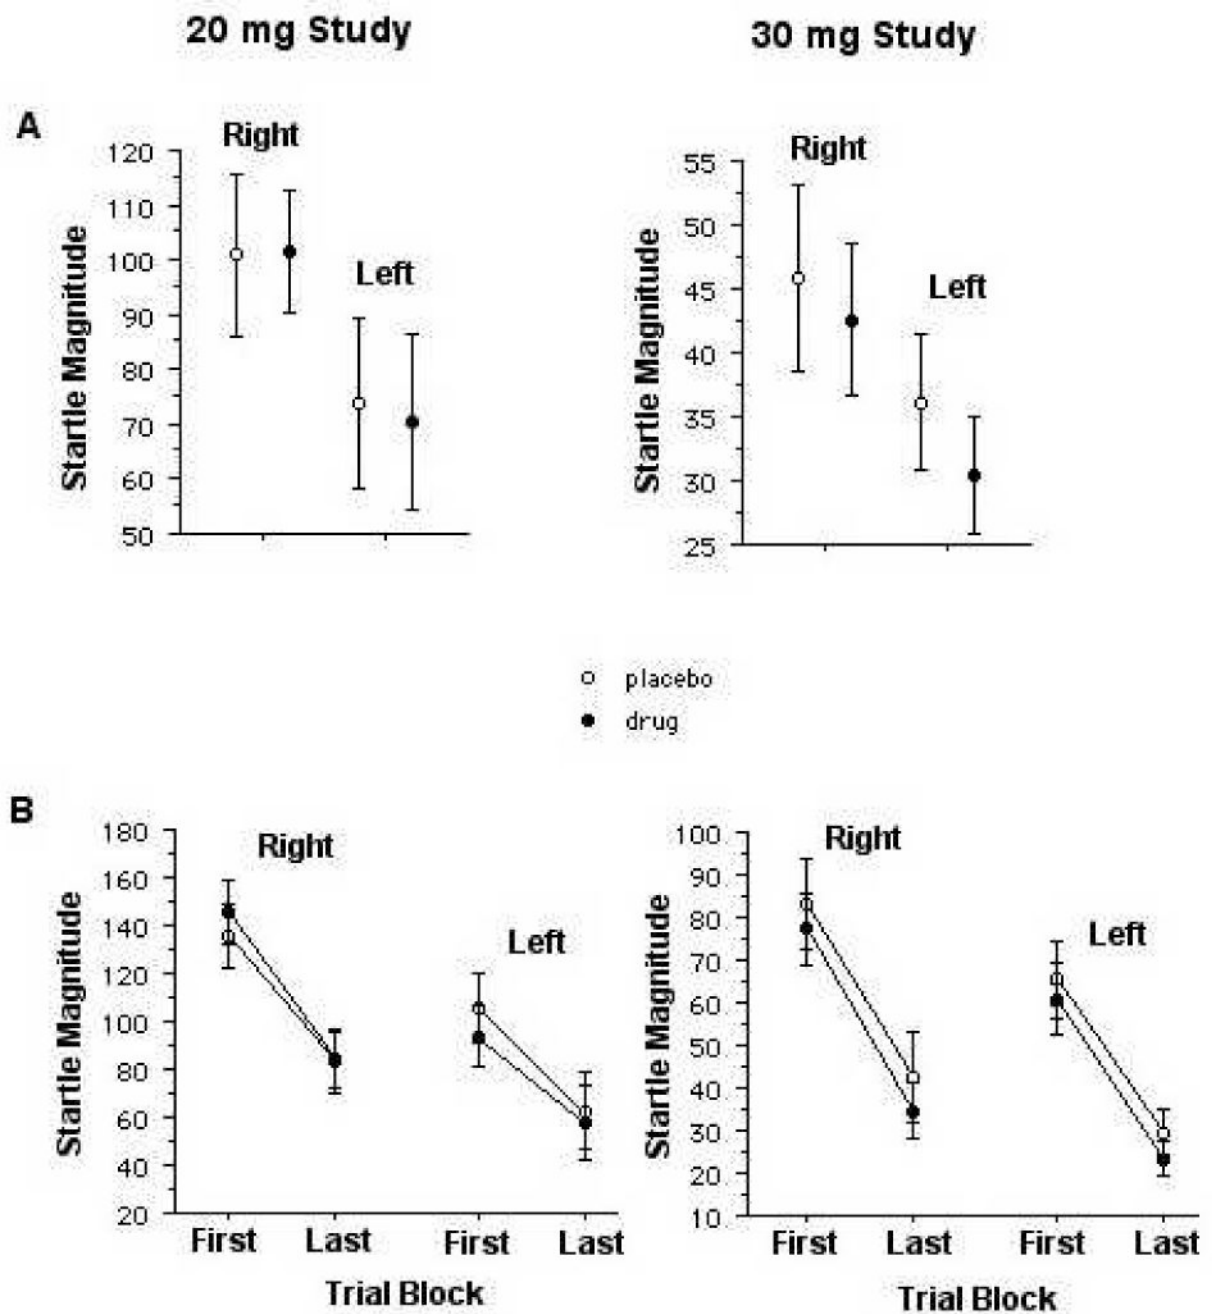 20 mg Study
30 mg Study
A
Right
Left
Startle Magnitude
120
110
100
90
80
70
60
50
Right
Left
Startle Magnitude
55
50
45
40
35
30
25
placebo
drug
B
Right
Left
Startle Magnitude
180
160
140
120
100
80
60
40
20
First Last First Last
Trial Block
Right
Left
Startle Magnitude
100
90
80
70
60
50
40
30
20
10
First Last First Last
Trial Block